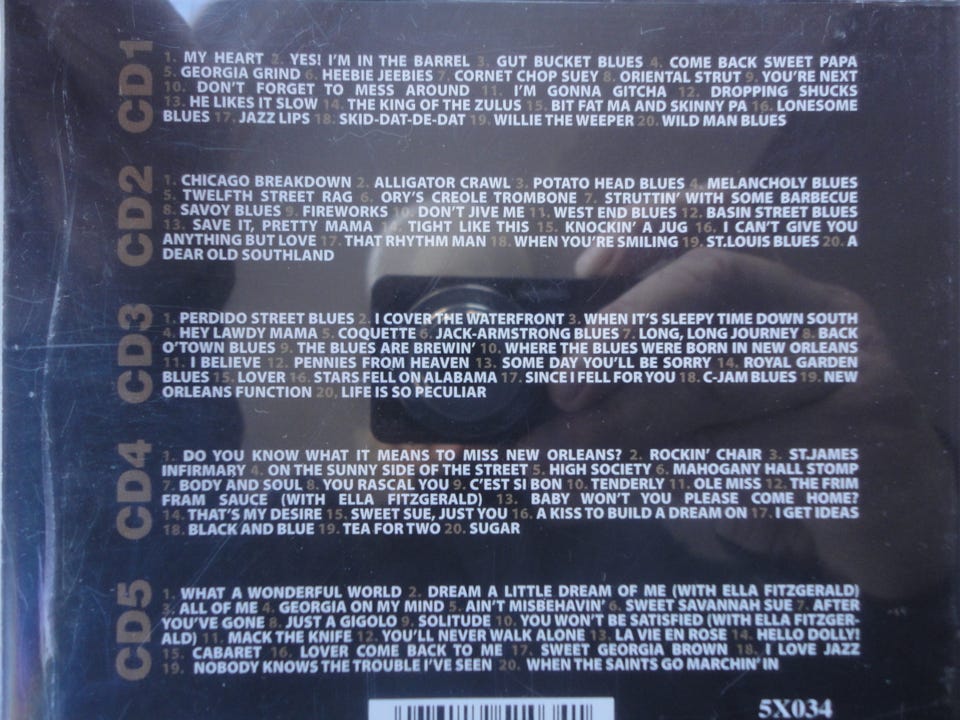 CD1
1. MY HEART 2. YES! I'M IN THE BARREL 3. GUT BUCKET BLUES 4. COME BACK SWEET PAPA
5. GEORGIA GRIND 6. HEEBIE JEEBIES 7. CORNET CHOP SUEY 8. ORIENTAL STRUT 9. YOU'RE NEXT
10. DON'T FORGET TO MESS AROUND 11. I'M GONNA GITCHA 12. DROPPING SHUCKS
13. HE LIKES IT SLOW 14. THE KING OF THE ZULUS 15. BIT FAT MA AND SKINNY PA 16. LONESOME
BLUES 17. JAZZ LIPS 18. SKID-DAT-DE-DAT 19. WILLIE THE WEEPER 20. WILD MAN BLUES
CD2
1. CHICAGO BREAKDOWN 2. ALLIGATOR CRAWL 3. POTATO HEAD BLUES 4. MELANCHOLY BLUES
5. TWELFTH STREET RAG 6. ORY'S CREOLE TROMBONE 7. STRUTTIN' WITH SOME BARBECUE
8. SAVOY BLUES 9. FIREWORKS 10. DON'T JIVE ME 11. WEST END BLUES 12. BASIN STREET BLUES
13. SAVE IT, PRETTY MAMA 14. TIGHT LIKE THIS 15. KNOCKIN' A JUG 16. I CAN'T GIVE YOU
ANYTHING BUT LOVE 17. THAT RHYTHM MAN 18. WHEN YOU'RE SMILING 19. ST.LOUIS BLUES 20. A
DEAR OLD SOUTHLAND
CD3
1. PERDIDO STREET BLUES 2. I COVER THE WATERFRONT 3. WHEN IT'S SLEEPY TIME DOWN SOUTH
4. HEY LAWDY MAMA 5. COQUETTE 6. JACK-ARMSTRONG BLUES 7. LONG, LONG JOURNEY 8. BACK
O'TOWN BLUES 9. THE BLUES ARE BREWIN' 10. WHERE THE BLUES WERE BORN IN NEW ORLEANS
11. I BELIEVE 12. PENNIES FROM HEAVEN 13. SOME DAY YOU'LL BE SORRY 14. ROYAL GARDEN
BLUES 15. LOVER 16. STARS FELL ON ALABAMA 17. SINCE I FELL FOR YOU 18. C-JAM BLUES 19. NEW
ORLEANS FUNCTION 20, LIFE IS SO PECULIAR
CD4
1. DO YOU KNOW WHAT IT MEANS TO MISS NEW ORLEANS? 2. ROCKIN' CHAIR 3. ST.JAMES
INFIRMARY 4. ON THE SUNNY SIDE OF THE STREET 5. HIGH SOCIETY 6. MAHOGANY HALL STOMP
7. BODY AND SOUL 8. YOU RASCAL YOU 9. C'EST SI BON 10. TENDERLY 11. OLE MISS 12. THE FRIM
FRAM SAUCE (WITH ELLA FITZGERALD) 13. BABY WON'T YOU PLEASE COME HOME?
14. THAT'S MY DESIRE 15. SWEET SUE, JUST YOU 16. A KISS TO BUILD A DREAM ON 17. I GET IDEAS
18. BLACK AND BLUE 19. TEA FOR TWO 20. SUGAR
CD5
1. WHAT A WONDERFUL WORLD 2. DREAM A LITTLE DREAM OF ME (WITH ELLA FITZGERALD)
3. ALL OF ME 4. GEORGIA ON MY MIND 5. AIN'T MISBEHAVIN' 6. SWEET SAVANNAH SUE 7. AFTER
YOU'VE GONE 8. JUST A GIGOLO 9. SOLITUDE 10. YOU WON'T BE SATISFIED (WITH ELLA FITZGER-
ALD) 11. MACK THE KNIFE 12. YOU'LL NEVER WALK ALONE 13. LA VIE EN ROSE 14. HELLO DOLLY!
15. CABARET 16. LOVER COME BACK TO ME 17. SWEET GEORGIA BROWN 18. I LOVE JAZZ
19. NOBODY KNOWS THE TROUBLE I'VE SEEN 20. WHEN THE SAINTS GO MARCHIN' IN
5X034